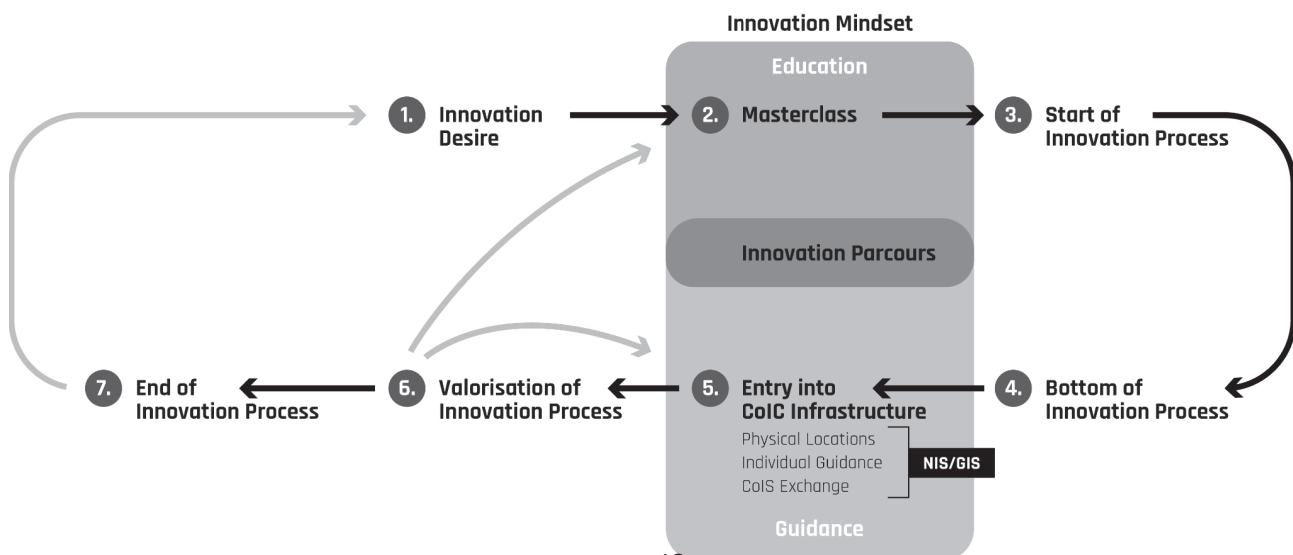 Innovation Mindset
Education
1. Innovation
Desire
2. Masterclass
3. Start of
Innovation Process
Innovation Parcours
7. End of
Innovation Process
6. Valorisation of
Innovation Process
5. Entry into
CoIC Infrastructure
4. Bottom of
Innovation Process
Physical Locations
Individual Guidance
CoIS Exchange
NIS/GIS
Guidance